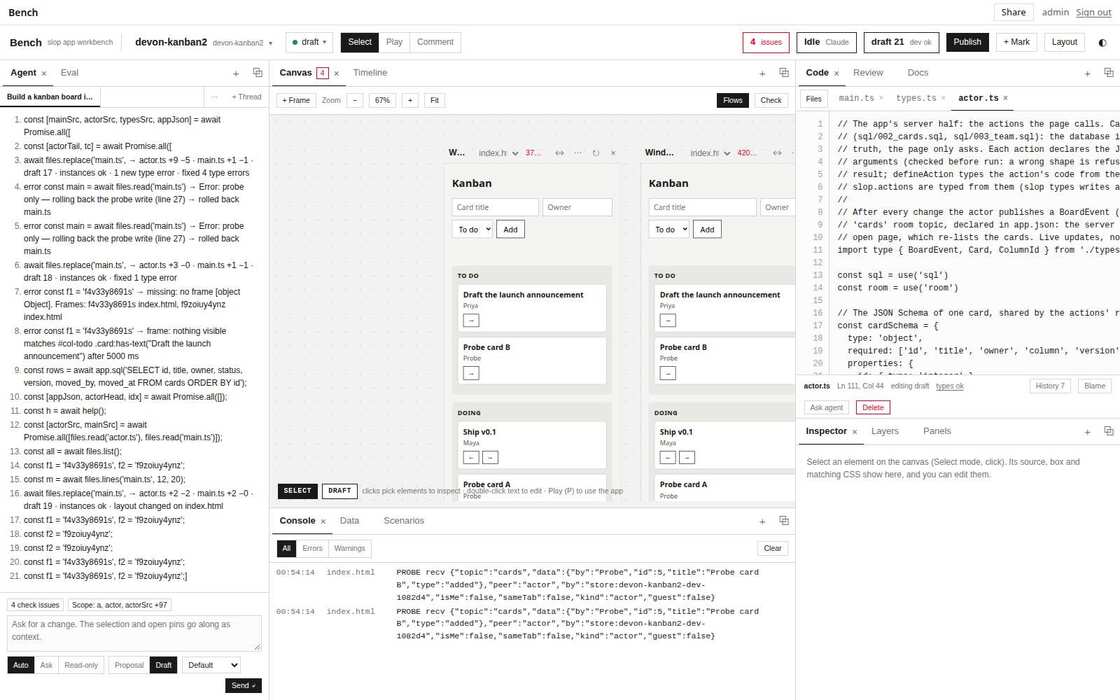 Bench
Share admin Sign out
Bench slop app workbench devon-kanban2 devon-kanban2 ▾ draft ▾ Select Play Comment 4 issues Idle Claude draft 21 dev ok Publish + Mark Layout
Agent × Eval +
Build a kanban board i… ··· + Thread
1. const [mainSrc, actorSrc, typesSrc, appJson] = await
Promise.all([
2. const [actorTail, tc] = await Promise.all([
3. await files.replace('main.ts', → actor.ts +9 −5 · main.ts +1 −1 ·
draft 17 · instances ok · 1 new type error · fixed 4 type errors
4. error const main = await files.read('main.ts') → Error: probe
only — rolling back the probe write (line 27) → rolled back
main.ts
5. error const main = await files.read('main.ts') → Error: probe
only — rolling back the probe write (line 27) → rolled back
main.ts
6. await files.replace('main.ts', → actor.ts +3 −0 · main.ts +1 −1 ·
draft 18 · instances ok · fixed 1 type error
7. error const f1 = 'f4v33y8691s' → missing: no frame [object
Object]. Frames: f4v33y8691s index.html, f9zoiuy4ynz
index.html
8. error const f1 = 'f4v33y8691s' → frame: nothing visible
matches #col-todo .card:has-text("Draft the launch
announcement") after 5000 ms
9. const rows = await app.sql('SELECT id, title, owner, status,
version, moved_by, moved_at FROM cards ORDER BY id');
10. const [appJson, actorHead, idx] = await Promise.all([]);
11. const h = await help();
12. const [actorSrc, mainSrc] = await
Promise.all([files.read('actor.ts'), files.read('main.ts')]);
13. const all = await files.list();
14. const f1 = 'f4v33y8691s', f2 = 'f9zoiuy4ynz';
15. const m = await files.lines('main.ts', 12, 20);
16. await files.replace('main.ts', → actor.ts +2 −2 · main.ts +2 −0 ·
draft 19 · instances ok · layout changed on index.html
17. const f1 = 'f4v33y8691s', f2 = 'f9zoiuy4ynz';
18. const f2 = 'f9zoiuy4ynz';
19. const f2 = 'f9zoiuy4ynz';
20. const f1 = 'f4v33y8691s', f2 = 'f9zoiuy4ynz';
21. const f1 = 'f4v33y8691s', f2 = 'f9zoiuy4ynz';]
4 check issues Scope: a, actor, actorSrc +97
Ask for a change. The selection and open pins go along as
context.
Auto Ask Read-only Proposal Draft Default
Send
Canvas 4 × Timeline +
+ Frame Zoom − 67% + Fit Flows Check
W… index.h 37… ··· ×
Kanban
Card title Owner
To do Add
TO DO
Draft the launch announcement
Priya
→
Probe card B
Probe
→
DOING
Ship v0.1
Maya
← →
Probe card A
Probe
Wind… index.h 420… ···
Kanban
Card title Owner
To do Add
TO DO
Draft the launch announcement
Priya
→
Probe card B
Probe
→
DOING
Ship v0.1
Maya
← →
Probe card A
Probe
SELECT DRAFT clicks pick elements to inspect · double-click text to edit · Play (P) to use the app
Console × Data Scenarios +
All Errors Warnings Clear
00:54:14 index.html PROBE recv {"topic":"cards","data":{"by":"Probe","id":5,"title":"Probe card
B","type":"added"},"peer":"actor","by":"store:devon-kanban2-dev-
1082d4","isMe":false,"sameTab":false,"kind":"actor","guest":false}
00:54:14 index.html PROBE recv {"topic":"cards","data":{"by":"Probe","id":5,"title":"Probe card
B","type":"added"},"peer":"actor","by":"store:devon-kanban2-dev-
1082d4","isMe":false,"sameTab":false,"kind":"actor","guest":false}
Code × Review Docs +
Files main.ts × types.ts × actor.ts ×
1 // The app's server half: the actions the page calls. Ca
2 // (sql/002_cards.sql, sql/003_team.sql): the database i
3 // truth, the page only asks. Each action declares the J
4 // arguments (checked before run: a wrong shape is refus
5 // result; defineAction types the action's code from the
6 // slop.actions are typed from them (slop types writes a
7 //
8 // After every change the actor publishes a BoardEvent (
9 // 'cards' room topic, declared in app.json: the server
10 // open page, which re-lists the cards. Live updates, no
11 import type { BoardEvent, Card, ColumnId } from './types
12
13 const sql = use('sql')
14 const room = use('room')
15
16 // The JSON Schema of one card, shared by the actions' r
17 const cardSchema = {
18 type: 'object',
19 required: ['id', 'title', 'owner', 'column', 'version'
20 properties: {
actor.ts Ln 111, Col 44 editing draft types ok History 7 Blame
Ask agent Delete
Inspector × Layers Panels +
Select an element on the canvas (Select mode, click). Its source, box and
matching CSS show here, and you can edit them.